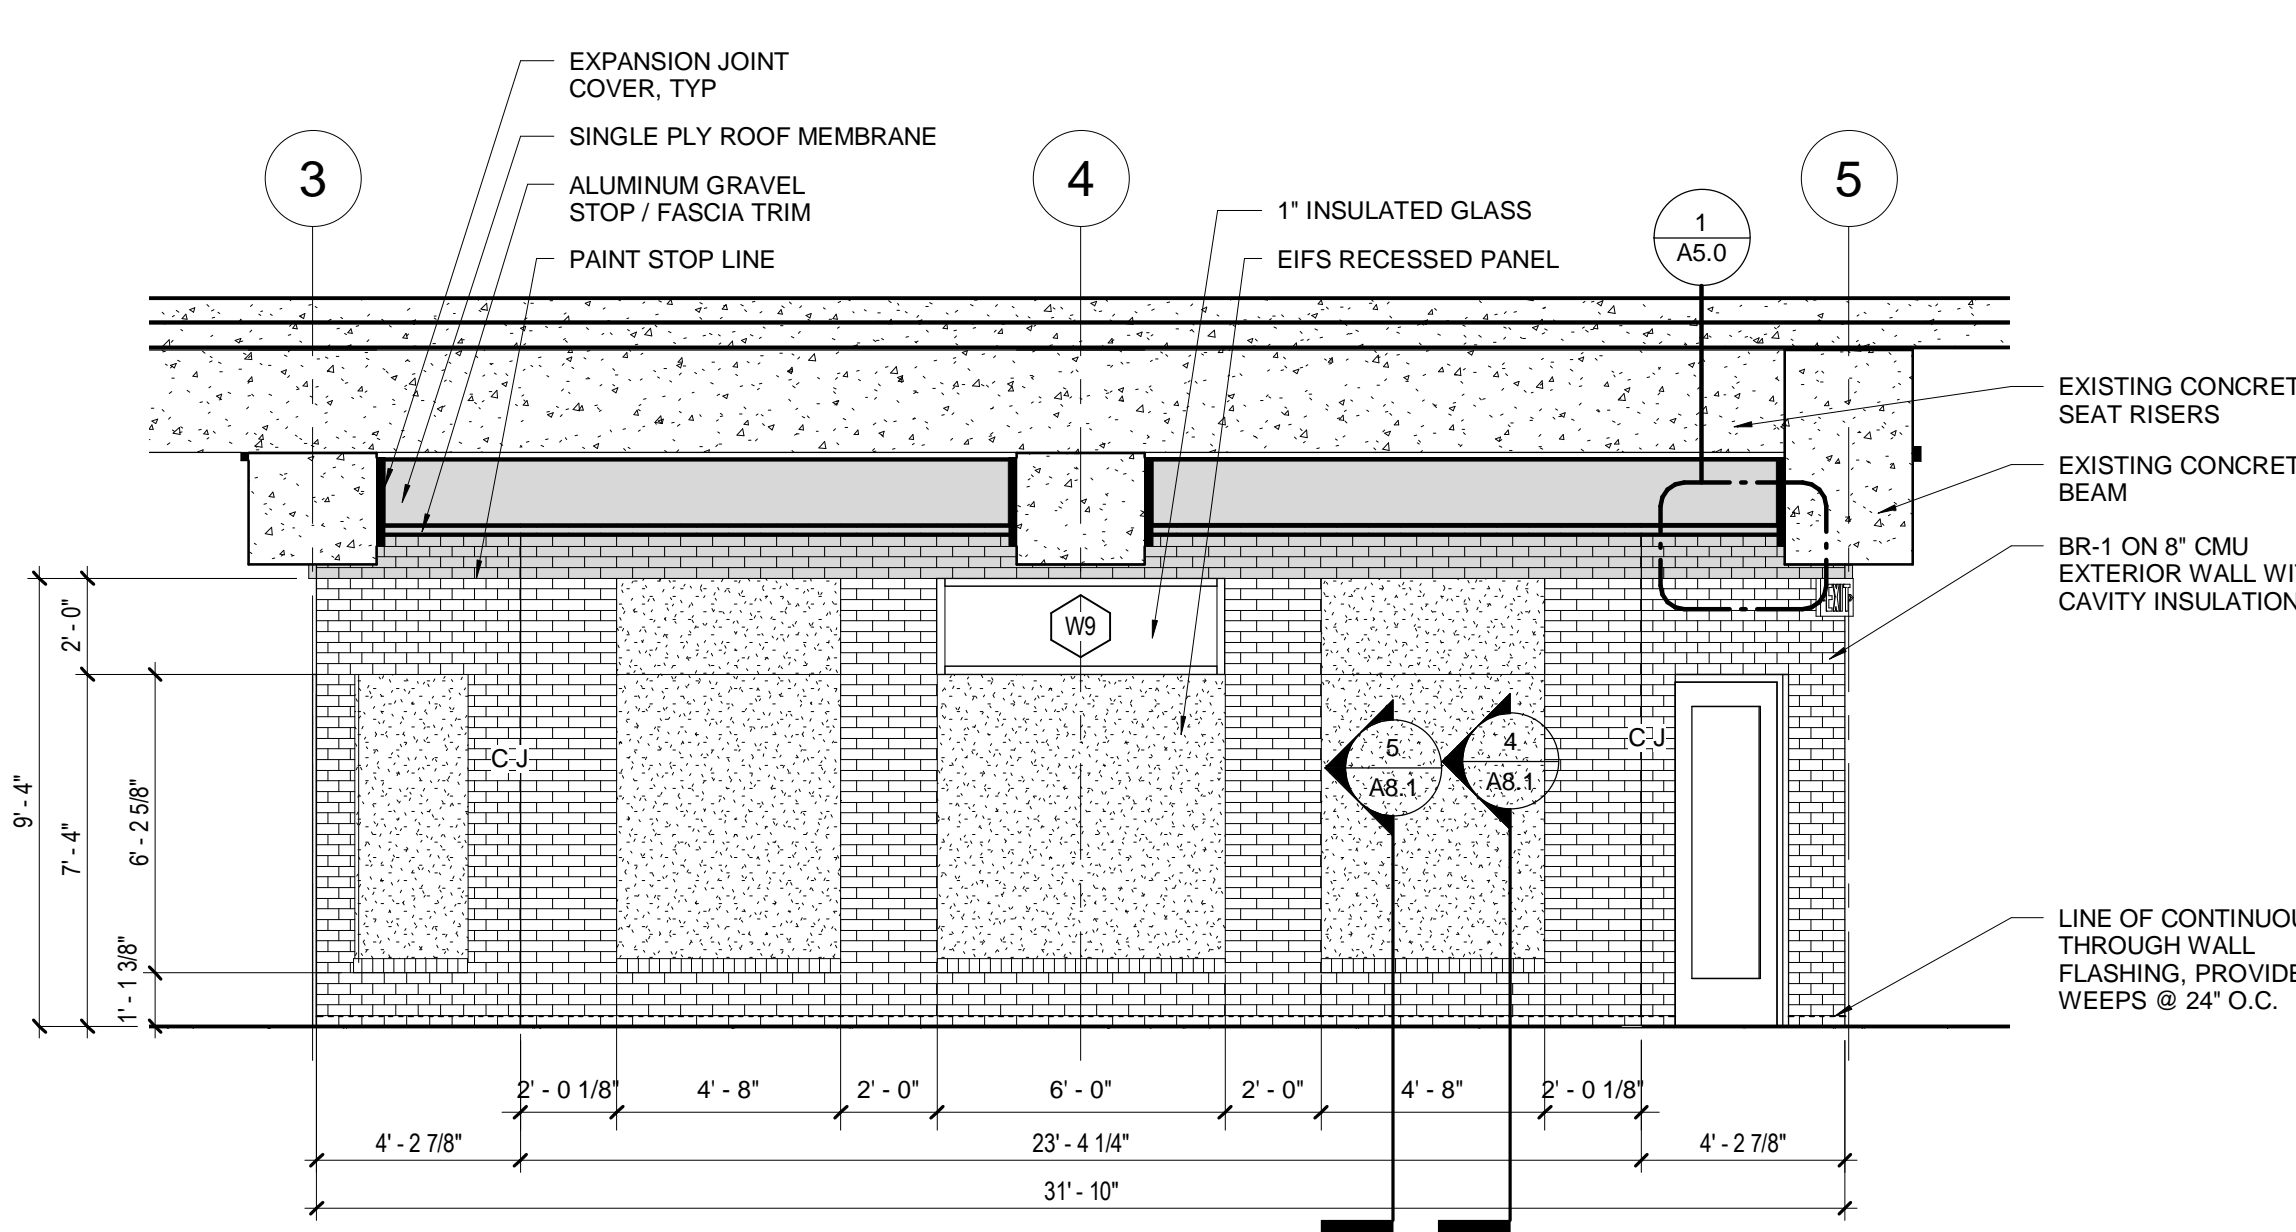 EXPANSION JOINT
COVER, TYP
SINGLE PLY ROOF MEMBRANE
ALUMINUM GRAVEL
STOP / FASCIA TRIM
PAINT STOP LINE
3
4
5
1" INSULATED GLASS
EIFS RECESSED PANEL
1
A5.0
EXISTING CONCRET
SEAT RISERS
EXISTING CONCRET
BEAM
BR-1 ON 8" CMU
EXTERIOR WALL WI
CAVITY INSULATION
EXIT
W9
C J
C J
5
A8.1
4
A8.1
LINE OF CONTINUOU
THROUGH WALL
FLASHING, PROVIDE
WEEPS @ 24" O.C.
9' - 4"
2' - 0"
7' - 4"
6' - 2 5/8"
1' - 1 3/8"
2' - 0 1/8"
4' - 8"
2' - 0"
6' - 0"
2' - 0"
4' - 8"
2' - 0 1/8"
4' - 2 7/8"
23' - 4 1/4"
4' - 2 7/8"
31' - 10"